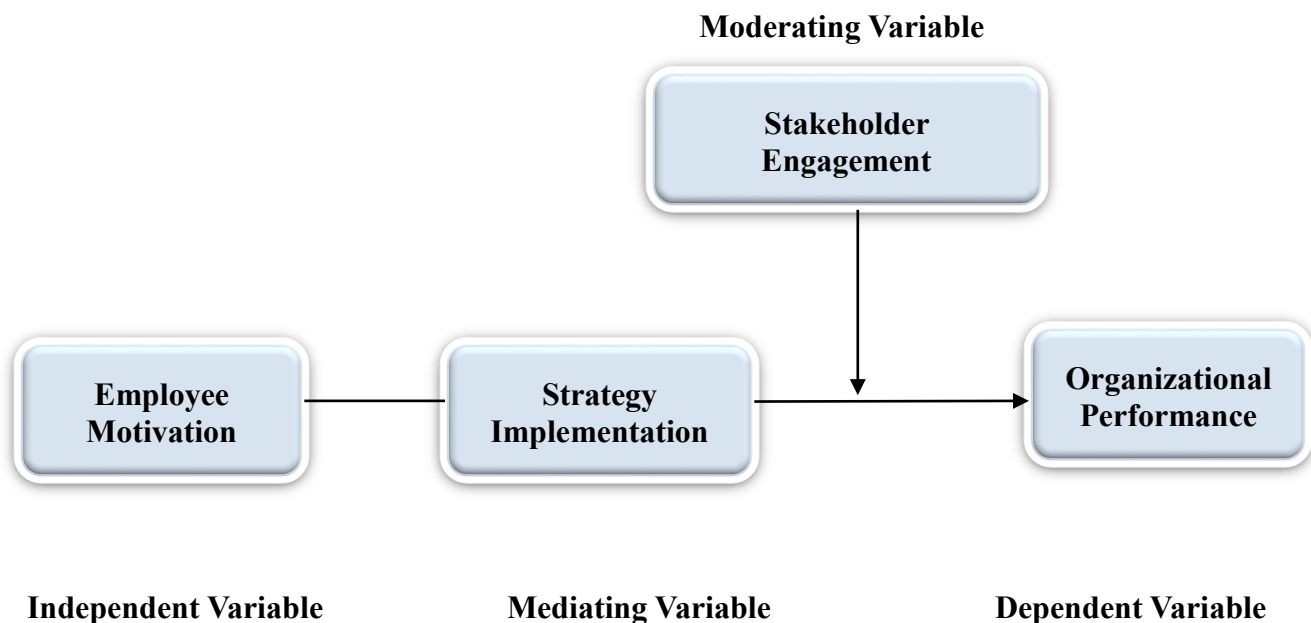 Moderating Variable
Stakeholder
Engagement
Employee
Motivation
Strategy
Implementation
Organizational
Performance
Independent Variable
Mediating Variable
Dependent Variable